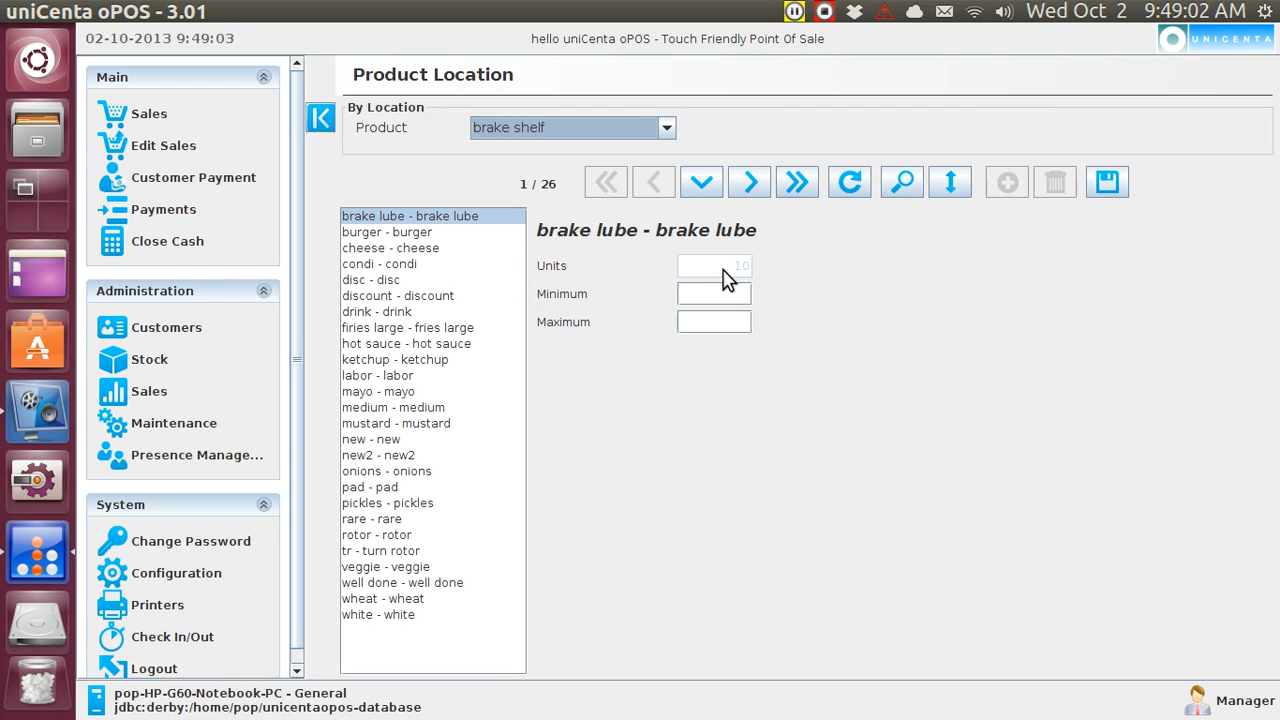 uniCenta oPOS - 3.01
Wed Oct 2 9:49:02 AM
02-10-2013 9:49:03
hello uniCenta oPOS - Touch Friendly Point Of Sale
UNICENTA
Main
Sales
Edit Sales
Customer Payment
Payments
Close Cash
Administration
Customers
Stock
Sales
Maintenance
Presence Manage...
System
Change Password
Configuration
Printers
Check In/Out
Logout
Product Location
By Location
Product
brake shelf
1 / 26
brake lube - brake lube
burger - burger
cheese - cheese
condi - condi
disc - disc
discount - discount
drink - drink
firies large - fries large
hot sauce - hot sauce
ketchup - ketchup
labor - labor
mayo - mayo
medium - medium
mustard - mustard
new - new
new2 - new2
onions - onions
pad - pad
pickles - pickles
rare - rare
rotor - rotor
tr - turn rotor
veggie - veggie
well done - well done
wheat - wheat
white - white
brake lube - brake lube
Units 10
Minimum
Maximum
pop-HP-G60-Notebook-PC - General
jdbc:derby:/home/pop/unicentaopos-database
Manager